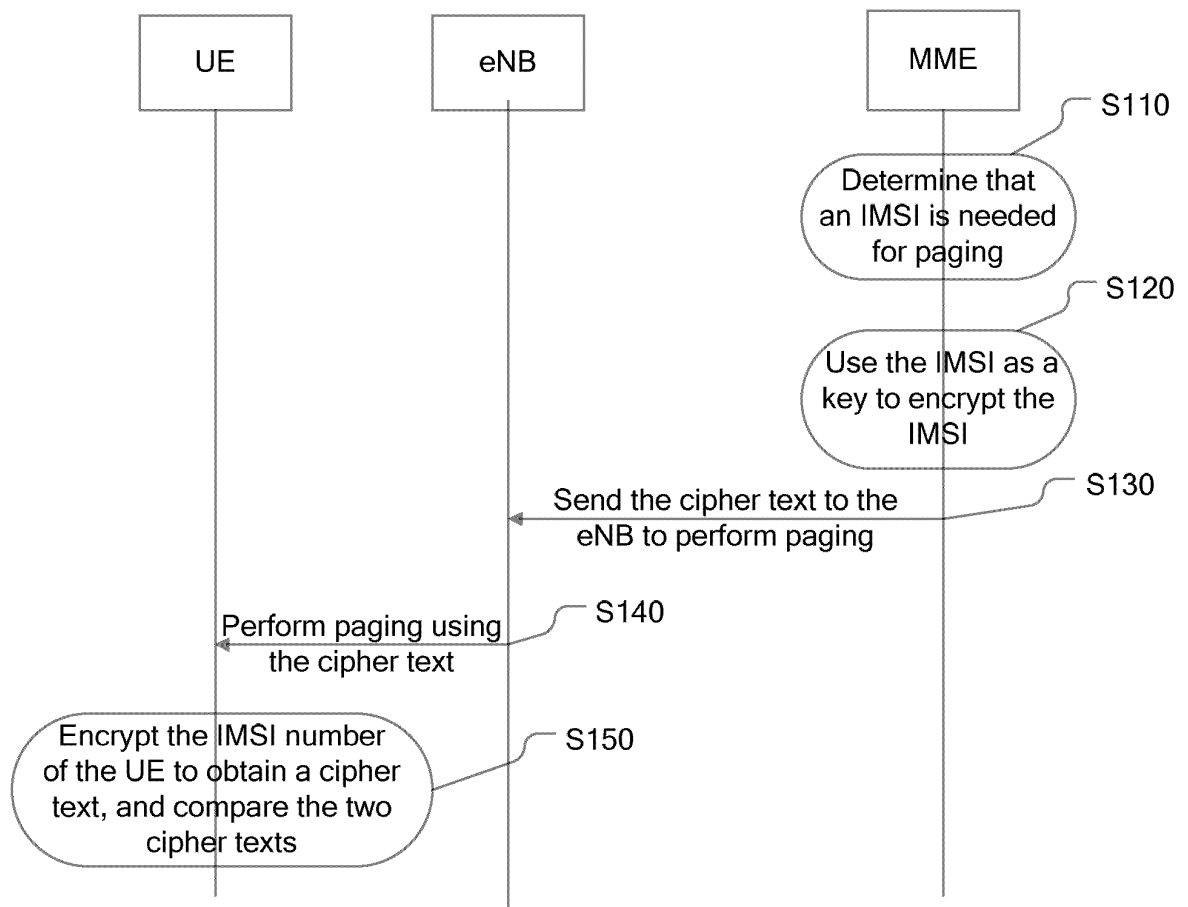 UE
eNB
MME
S110
Determine that
an IMSI is needed
for paging
S120
Use the IMSI as a
key to encrypt the
IMSI
S130
Send the cipher text to the
eNB to perform paging
S140
Perform paging using
the cipher text
S150
Encrypt the IMSI number
of the UE to obtain a cipher
text, and compare the two
cipher texts